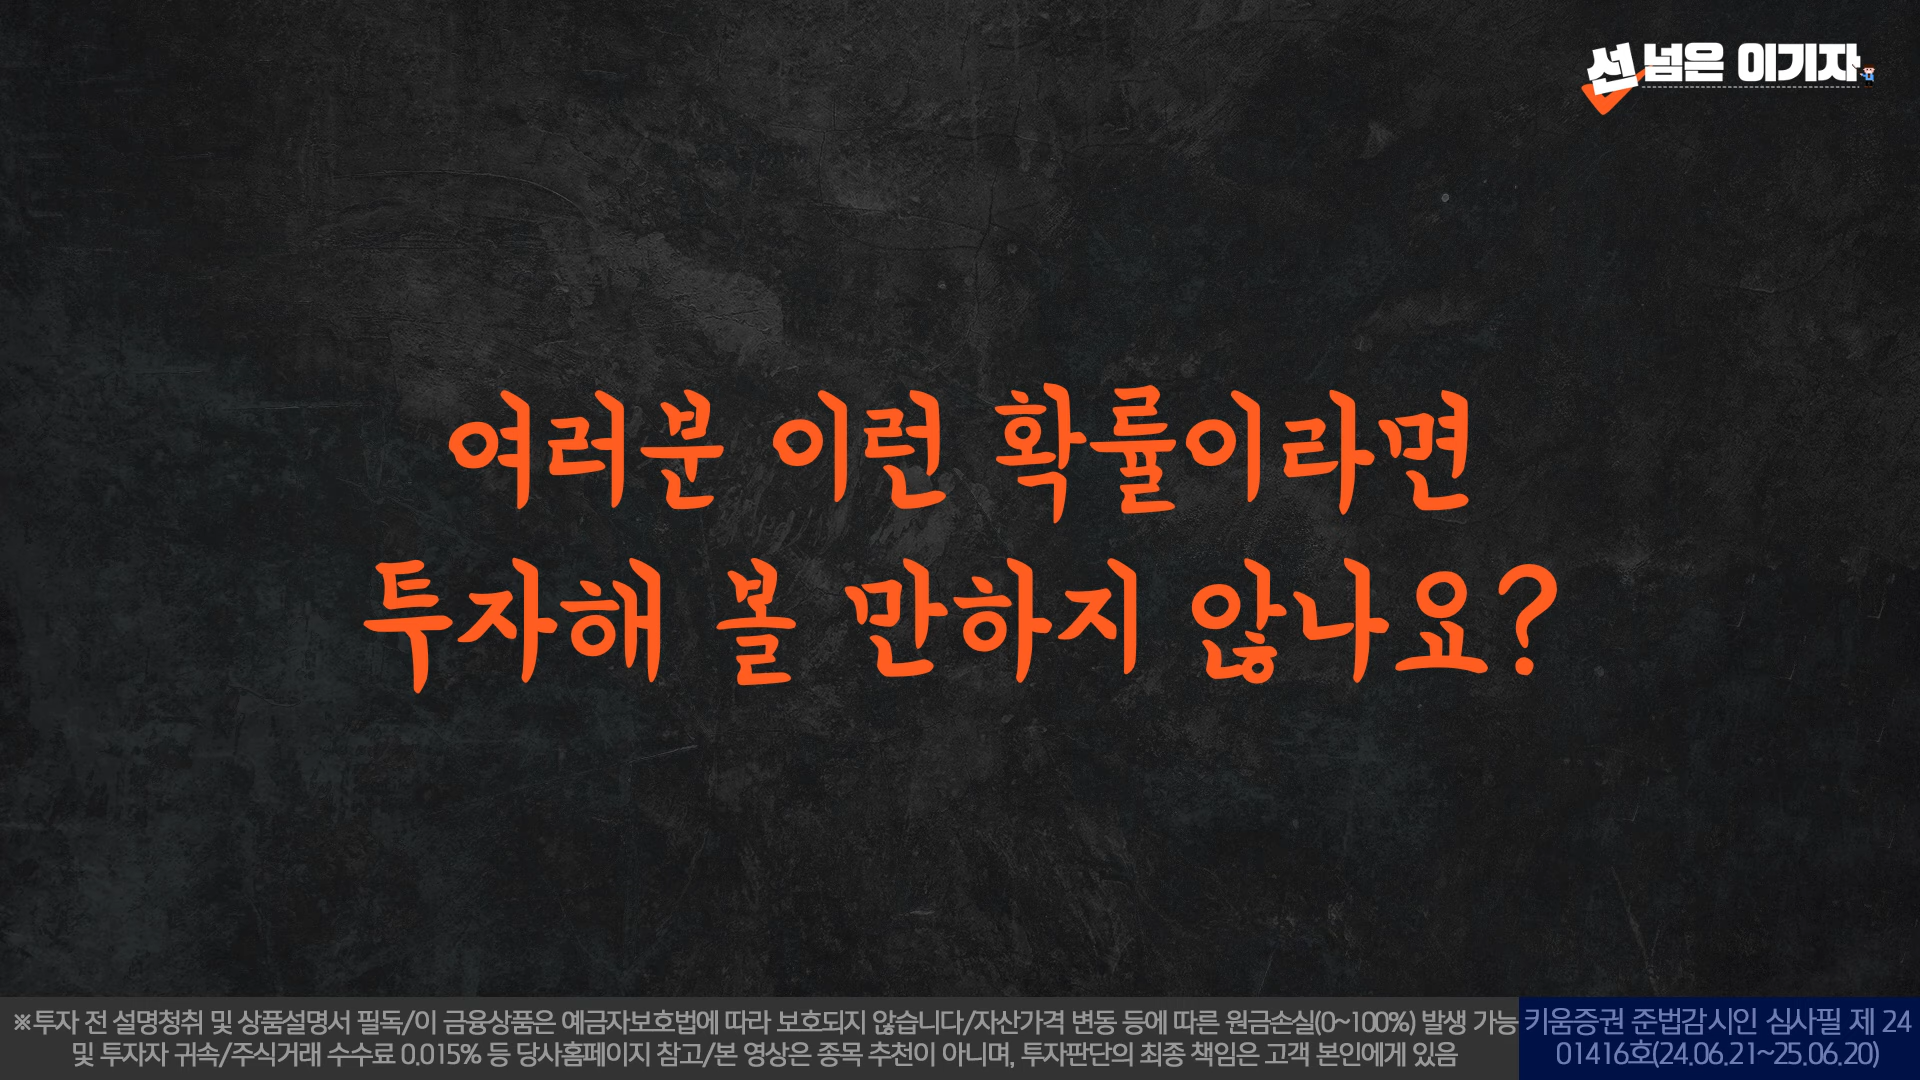 선 넘은 이기자
여러분 이런 확률이라면
투자해 볼 만하지 않나요?
※투자 전 설명청취 및 상품설명서 필독/이 금융상품은 예금자보호법에 따라 보호되지 않습니다/자산가격 변동 등에 따른 원금손실(0~100%) 발생 가능
및 투자자 귀속/주식거래 수수료 0.015% 등 당사홈페이지 참고/본 영상은 종목 추천이 아니며, 투자판단의 최종 책임은 고객 본인에게 있음
키움증권 준법감시인 심사필 제 24
01416호(24.06.21~25.06.20)